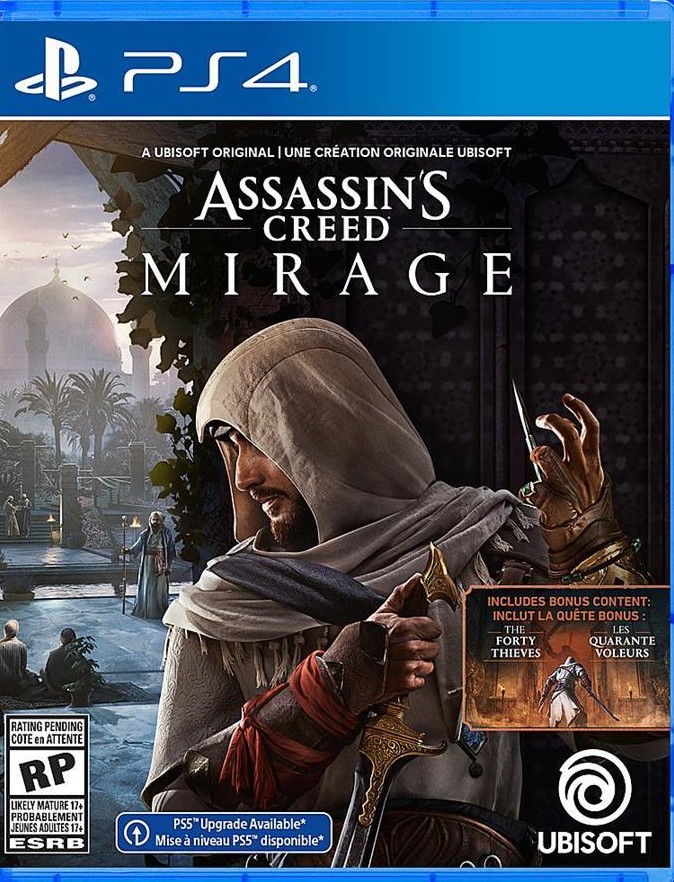 PS4
A UBISOFT ORIGINAL | UNE CRÉATION ORIGINALE UBISOFT
ASSASSIN'S
CREED
MIRAGE
INCLUDES BONUS CONTENT:
INCLUT LA QUÊTE BONUS :
THE
FORTY
THIEVES
LES
QUARANTE
VOLEURS
RATING PENDING
COTE en ATTENTE
RP
LIKELY MATURE 17+
PROBABLEMENT
JEUNES ADULTES 17+
ESRB
PS5™ Upgrade Available*
Mise à niveau PS5™ disponible*
UBISOFT